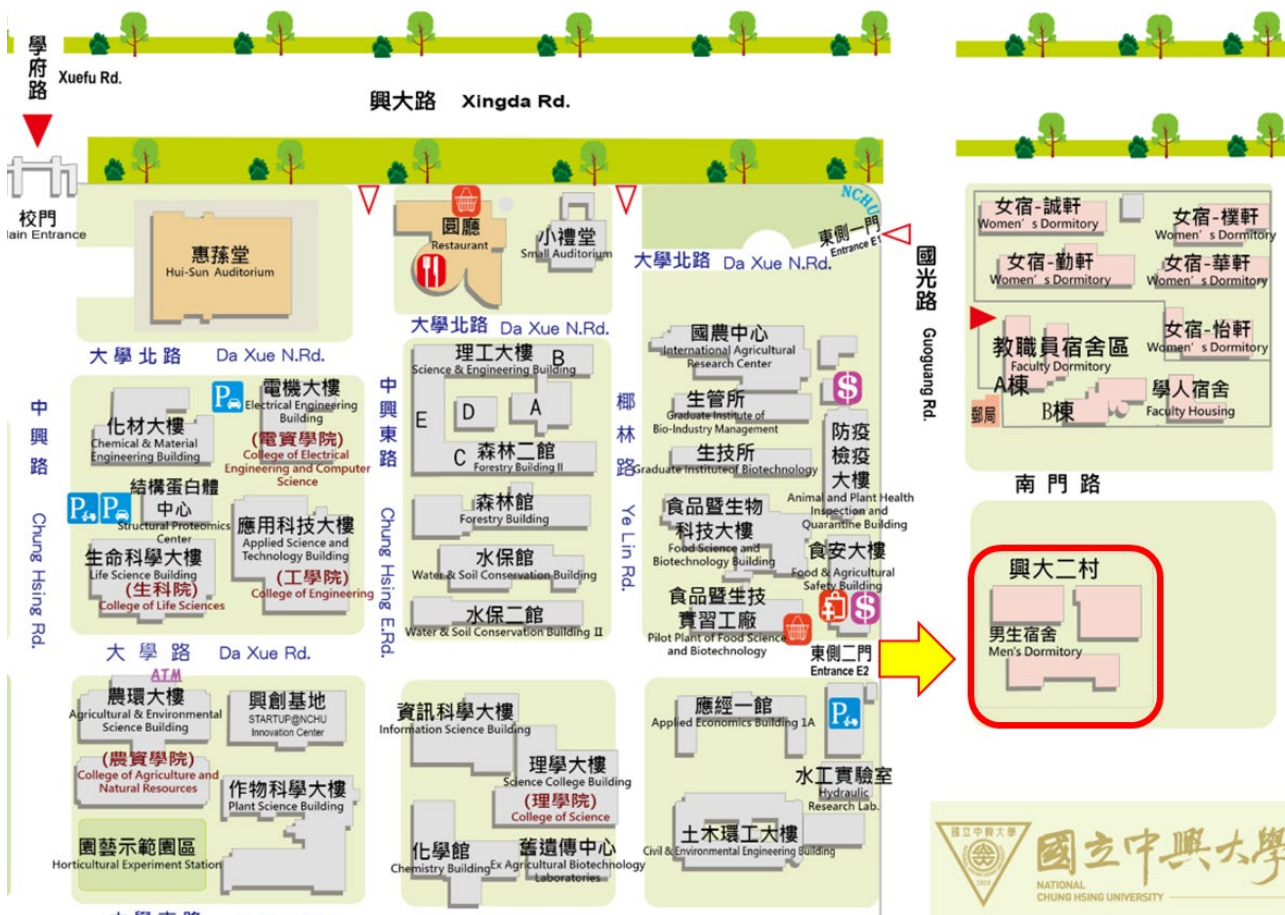 學府路
Xuefu Rd.
興大路 Xingda Rd.
校門
ain Entrance
惠蓀堂
Hui-Sun Auditorium
圓廳
Restaurant
小禮堂
Small Auditorium
NCHU
東側一門
Entrance E1
大學北路 Da Xue N.Rd.
大學北路 Da Xue N.Rd.
大學北路 Da Xue N.Rd.
國光路 Guoguang Rd.
女宿-誠軒
Women's Dormitory
女宿-樸軒
Women's Dormitory
女宿-勤軒
Women's Dormitory
女宿-華軒
Women's Dormitory
女宿-怡軒
Women's Dormitory
教職員宿舍區
Faculty Dormitory
A棟
B棟
學人宿舍
Faculty Housing
郵局
南門路
興大二村
男生宿舍
Men's Dormitory
中興路 Chung Hsing Rd.
化材大樓
Chemical & Material
Engineering Building
P
電機大樓
Electrical Engineering
Building
(電資學院)
College of Electrical
Engineering and Computer
Science
P P
結構蛋白體
中心
Structural Proteomics
Center
應用科技大樓
Applied Science and
Technology Building
(工學院)
College of Engineering
生命科學大樓
Life Science Building
(生科院)
College of Life Sciences
中興東路 Chung Hsing E.Rd.
理工大樓
Science & Engineering Building
A
B
C
D
E
森林二館
Forestry Building II
森林館
Forestry Building
水保館
Water & Soil Conservation Building
水保二館
Water & Soil Conservation Building II
椰林路 Ye Lin Rd.
國農中心
International Agricultural
Research Center
生管所
Graduate Institute of
Bio-Industry Management
生技所
Graduate Instituteof Biotechnology
$
防疫
檢疫
大樓
Animal and Plant Health
Inspection and
Quarantine Building
食品暨生物
科技大樓
Food Science and
Biotechnology Building
食安大樓
Food & Agricultural
Safety Building
$
食品暨生技
實習工廠
Pilot Plant of Food Science
and Biotechnology
東側二門
Entrance E2
大學路 Da Xue Rd.
ATM
農環大樓
Agricultural & Environmental
Science Building
(農資學院)
College of Agriculture and
Natural Resources
興創基地
STARTUP@NCHU
Innovation Center
作物科學大樓
Plant Science Building
園藝示範園區
Horticultural Experiment Station
資訊科學大樓
Information Science Building
理學大樓
Science College Building
(理學院)
College of Science
化學館
Chemistry Building
舊遺傳中心
Ex Agricultural Biotechnology
Laboratories
應經一館
Applied Economics Building 1A
P
水工實驗室
Hydraulic
Research Lab.
土木環工大樓
Civil & Environmental Engineering Building
國立中興大學
1919
國立中興大學
NATIONAL
CHUNG HSING UNIVERSITY